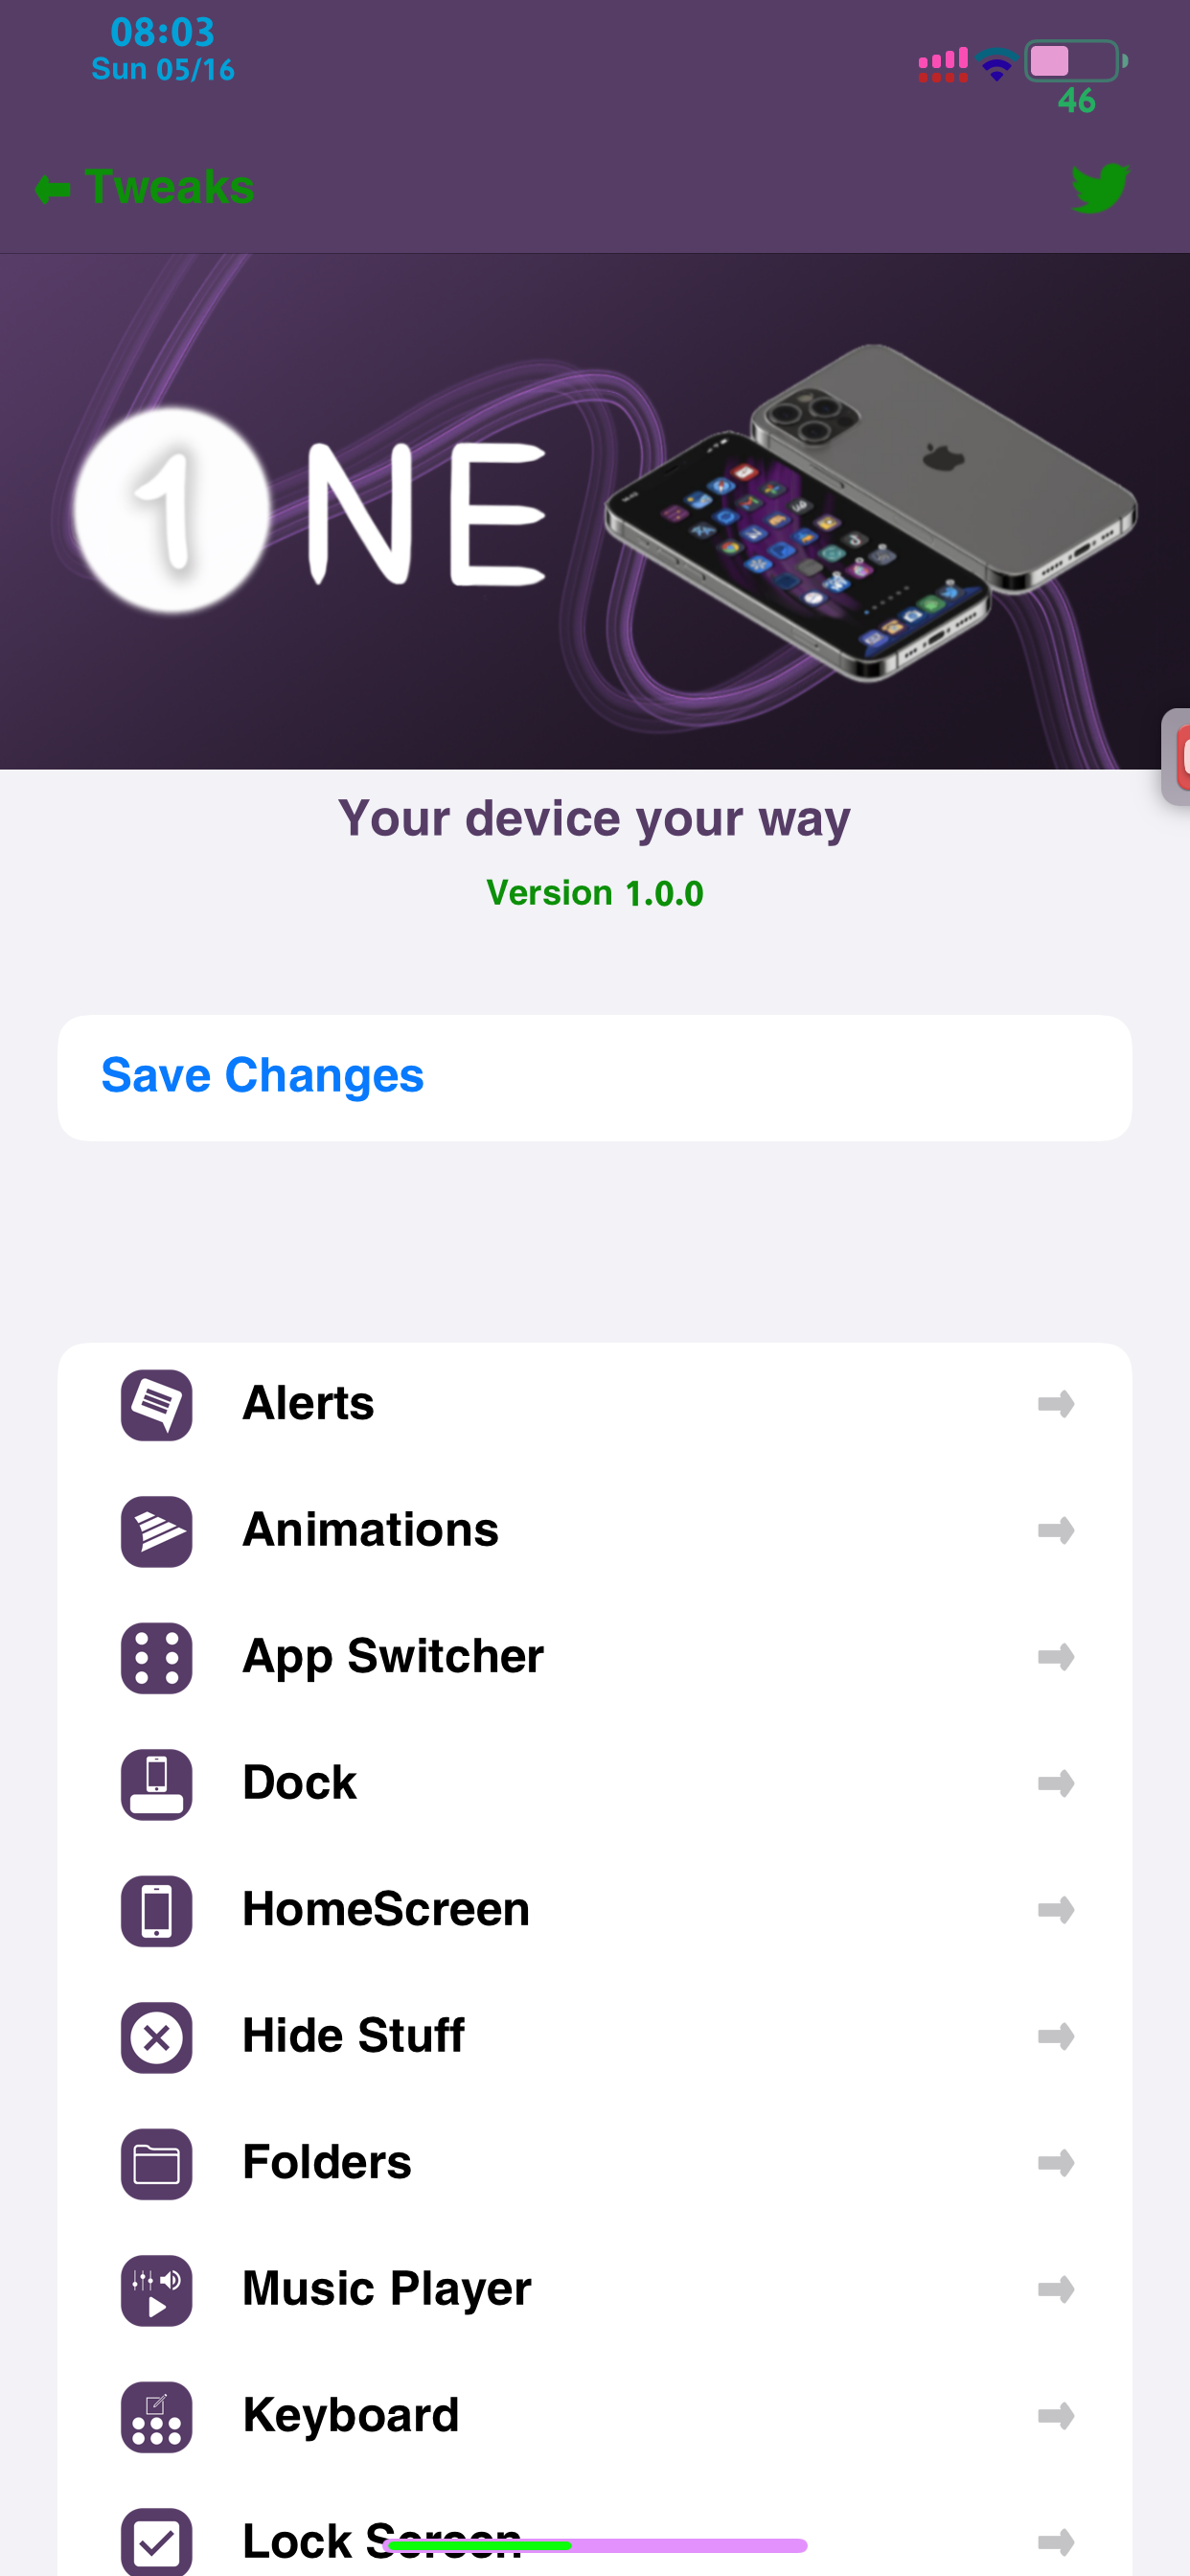 08:03
Sun 05/16
46
Tweaks
1NE
Your device your way
Version 1.0.0
Save Changes
Alerts
Animations
App Switcher
Dock
HomeScreen
Hide Stuff
Folders
Music Player
Keyboard
Lock Screen